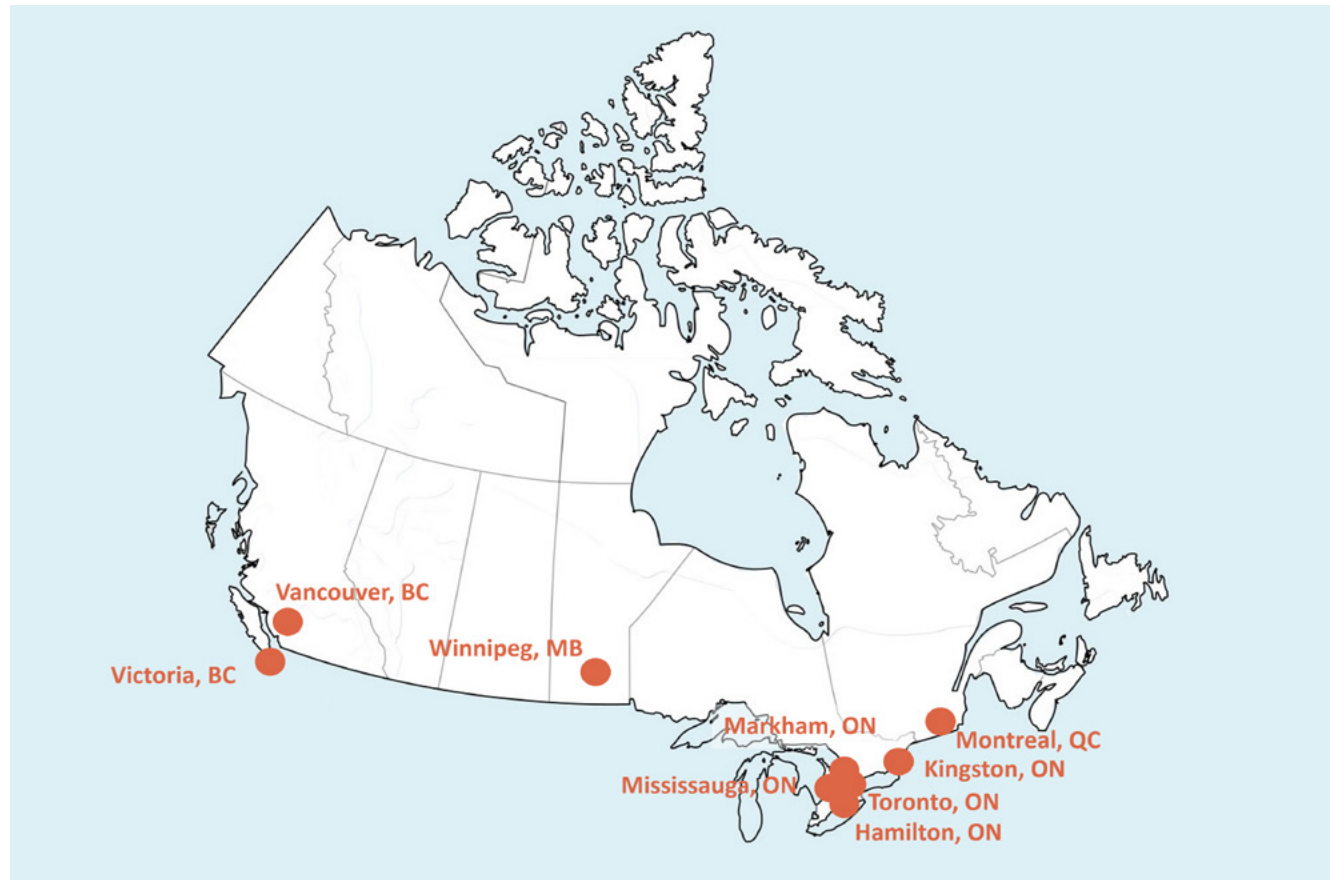 Vancouver, BC
Winnipeg, MB
Victoria, BC
Markham, ON
Montreal, QC
Kingston, ON
Mississauga, ON
Toronto, ON
Hamilton, ON